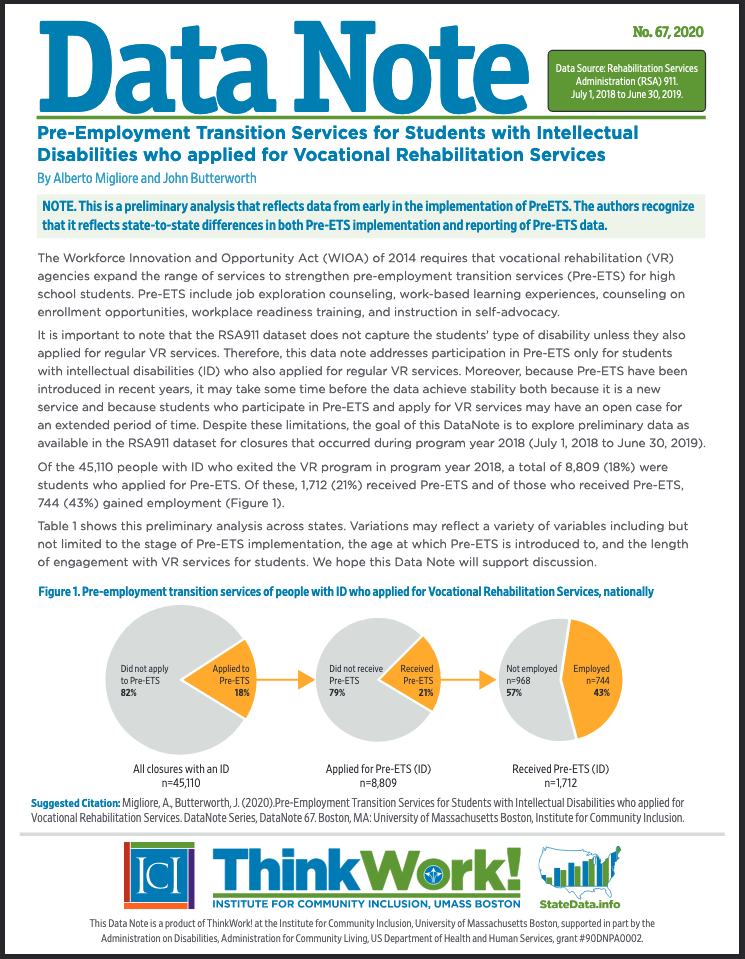 No. 67, 2020
Data Note
Data Source: Rehabilitation Services
Administration (RSA) 911.
July 1, 2018 to June 30, 2019.
Pre-Employment Transition Services for Students with Intellectual
Disabilities who applied for Vocational Rehabilitation Services
By Alberto Migliore and John Butterworth
NOTE. This is a preliminary analysis that reflects data from early in the implementation of PreETS. The authors recognize
that it reflects state-to-state differences in both Pre-ETS implementation and reporting of Pre-ETS data.
The Workforce Innovation and Opportunity Act (WIOA) of 2014 requires that vocational rehabilitation (VR)
agencies expand the range of services to strengthen pre-employment transition services (Pre-ETS) for high
school students. Pre-ETS include job exploration counseling, work-based learning experiences, counseling on
enrollment opportunities, workplace readiness training, and instruction in self-advocacy.
It is important to note that the RSA911 dataset does not capture the students' type of disability unless they also
applied for regular VR services. Therefore, this data note addresses participation in Pre-ETS only for students
with intellectual disabilities (ID) who also applied for regular VR services. Moreover, because Pre-ETS have been
introduced in recent years, it may take some time before the data achieve stability both because it is a new
service and because students who participate in Pre-ETS and apply for VR services may have an open case for
an extended period of time. Despite these limitations, the goal of this DataNote is to explore preliminary data as
available in the RSA911 dataset for closures that occurred during program year 2018 (July 1, 2018 to June 30, 2019).
Of the 45,110 people with ID who exited the VR program in program year 2018, a total of 8,809 (18%) were
students who applied for Pre-ETS. Of these, 1,712 (21%) received Pre-ETS and of those who received Pre-ETS,
744 (43%) gained employment (Figure 1).
Table 1 shows this preliminary analysis across states. Variations may reflect a variety of variables including but
not limited to the stage of Pre-ETS implementation, the age at which Pre-ETS is introduced to, and the length
of engagement with VR services for students. We hope this Data Note will support discussion.
Figure 1. Pre-employment transition services of people with ID who applied for Vocational Rehabilitation Services, nationally
Did not apply
to Pre-ETS
82%
Applied to
Pre-ETS
18%
Did not receive
Pre-ETS
79%
Received
Pre-ETS
21%
Not employed
n=968
57%
Employed
n=744
43%
All closures with an ID
n=45,110
Applied for Pre-ETS (ID)
n=8,809
Received Pre-ETS (ID)
n=1,712
Suggested Citation: Migliore, A., Butterworth, J. (2020).Pre-Employment Transition Services for Students with Intellectual Disabilities who applied for
Vocational Rehabilitation Services. DataNote Series, DataNote 67. Boston, MA: University of Massachusetts Boston, Institute for Community Inclusion.
ICI
ThinkWork!
INSTITUTE FOR COMMUNITY INCLUSION, UMASS BOSTON
StateData.info
This Data Note is a product of ThinkWork! at the Institute for Community Inclusion, University of Massachusetts Boston, supported in part by the
Administration on Disabilities, Administration for Community Living, US Department of Health and Human Services, grant #90DNPA0002.